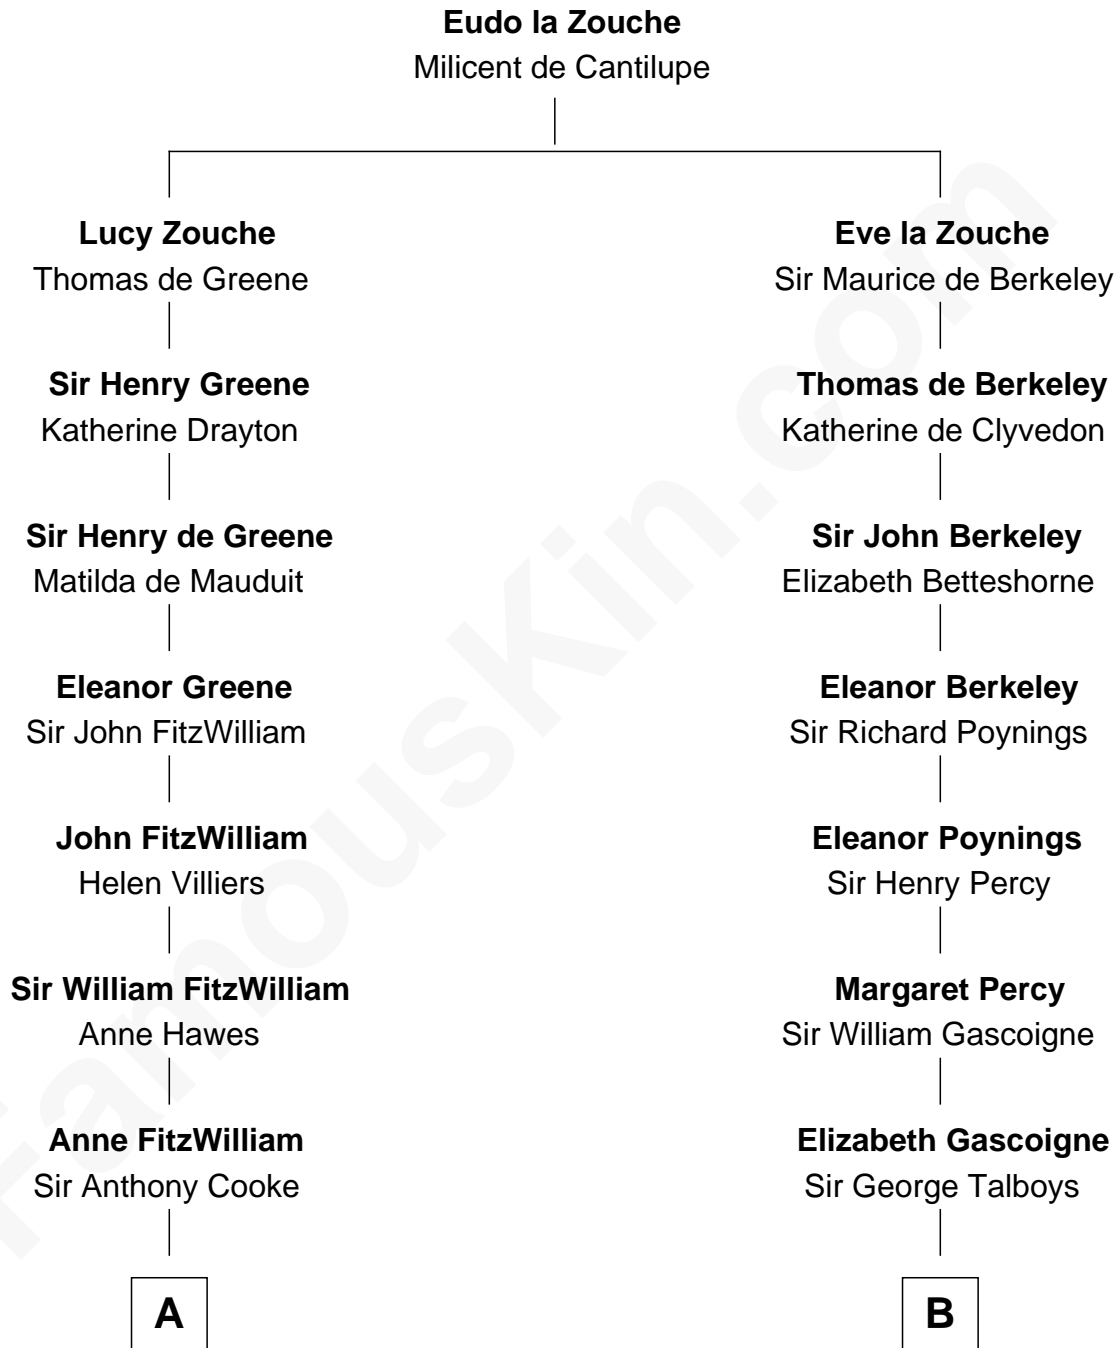 Eudo la Zouche
Milicent de Cantilupe
Lucy Zouche
Thomas de Greene
Sir Henry Greene
Katherine Drayton
Sir Henry de Greene
Matilda de Mauduit
Eleanor Greene
Sir John FitzWilliam
John FitzWilliam
Helen Villiers
Sir William FitzWilliam
Anne Hawes
Anne FitzWilliam
Sir Anthony Cooke
A
Eve la Zouche
Sir Maurice de Berkeley
Thomas de Berkeley
Katherine de Clyvedon
Sir John Berkeley
Elizabeth Betteshorne
Eleanor Berkeley
Sir Richard Poynings
Eleanor Poynings
Sir Henry Percy
Margaret Percy
Sir William Gascoigne
Elizabeth Gascoigne
Sir George Talboys
B
FamousKin.com